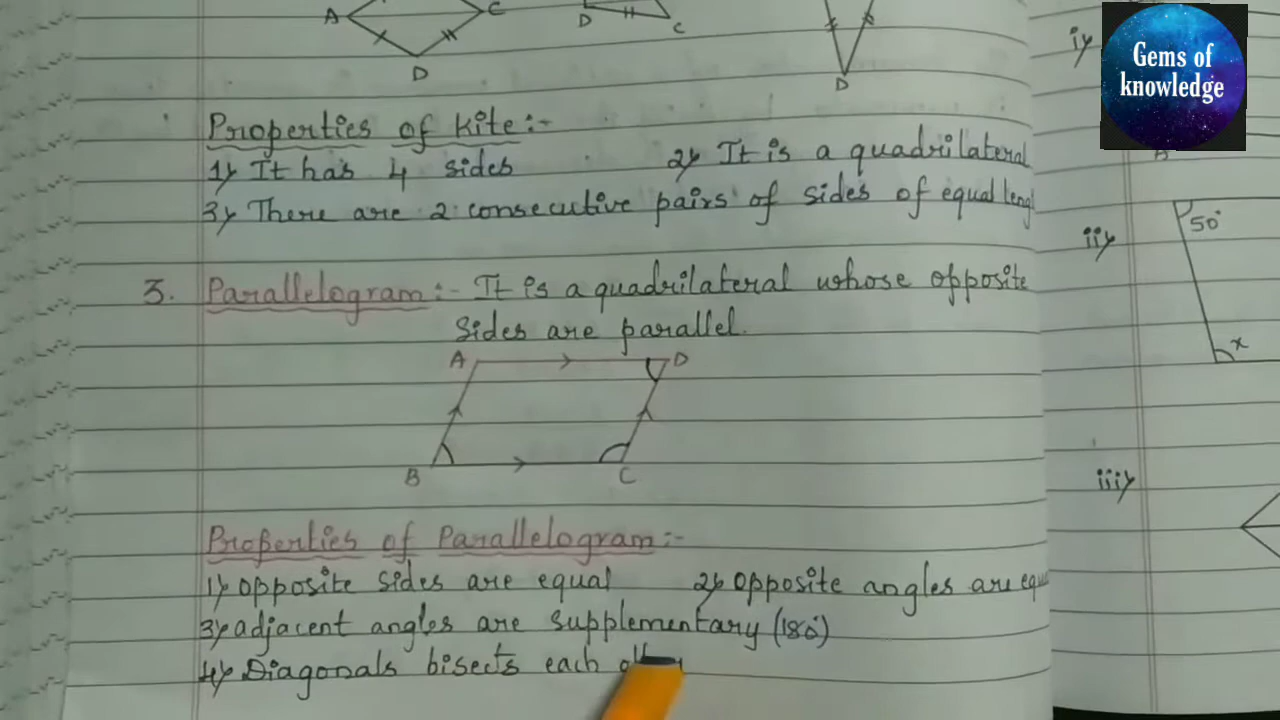 A
C
D
D
C
D
Properties of kite:-
1) It has 4 sides 2) It is a quadrilateral
3) There are 2 consecutive pairs of sides of equal leng
3. Parallelogram:- It is a quadrilateral whose opposite
sides are parallel.
A D
B C
Properties of Parallelogram:-
1) opposite sides are equal 2) opposite angles are equ
3) adjacent angles are supplementary (180°)
4) Diagonals bisects each
i)
ii) 50°
x
iii)
Gems of
knowledge